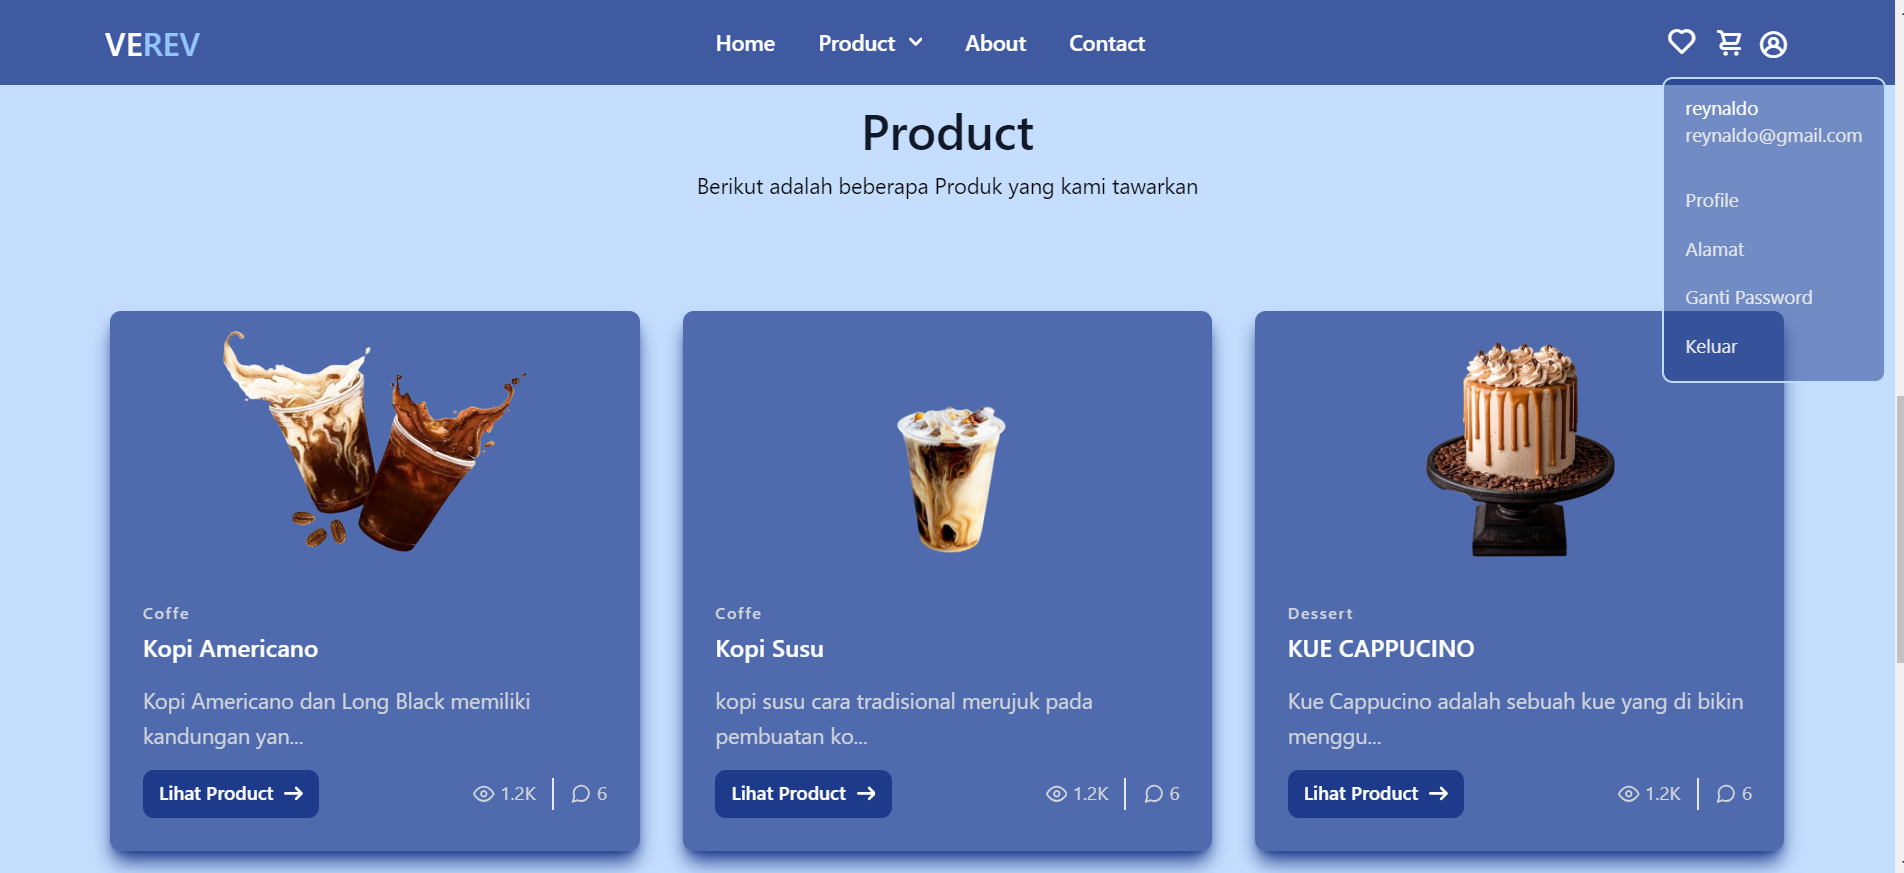 VEREV
Home
Product
About
Contact
reynaldo
reynaldo@gmail.com
Profile
Alamat
Ganti Password
Keluar
Product
Berikut adalah beberapa Produk yang kami tawarkan
Coffe
Kopi Americano
Kopi Americano dan Long Black memiliki
kandungan yan...
Lihat Product
1.2K
6
Coffe
Kopi Susu
kopi susu cara tradisional merujuk pada
pembuatan ko...
Lihat Product
1.2K
6
Dessert
KUE CAPPUCINO
Kue Cappucino adalah sebuah kue yang di bikin
menggu...
Lihat Product
1.2K
6